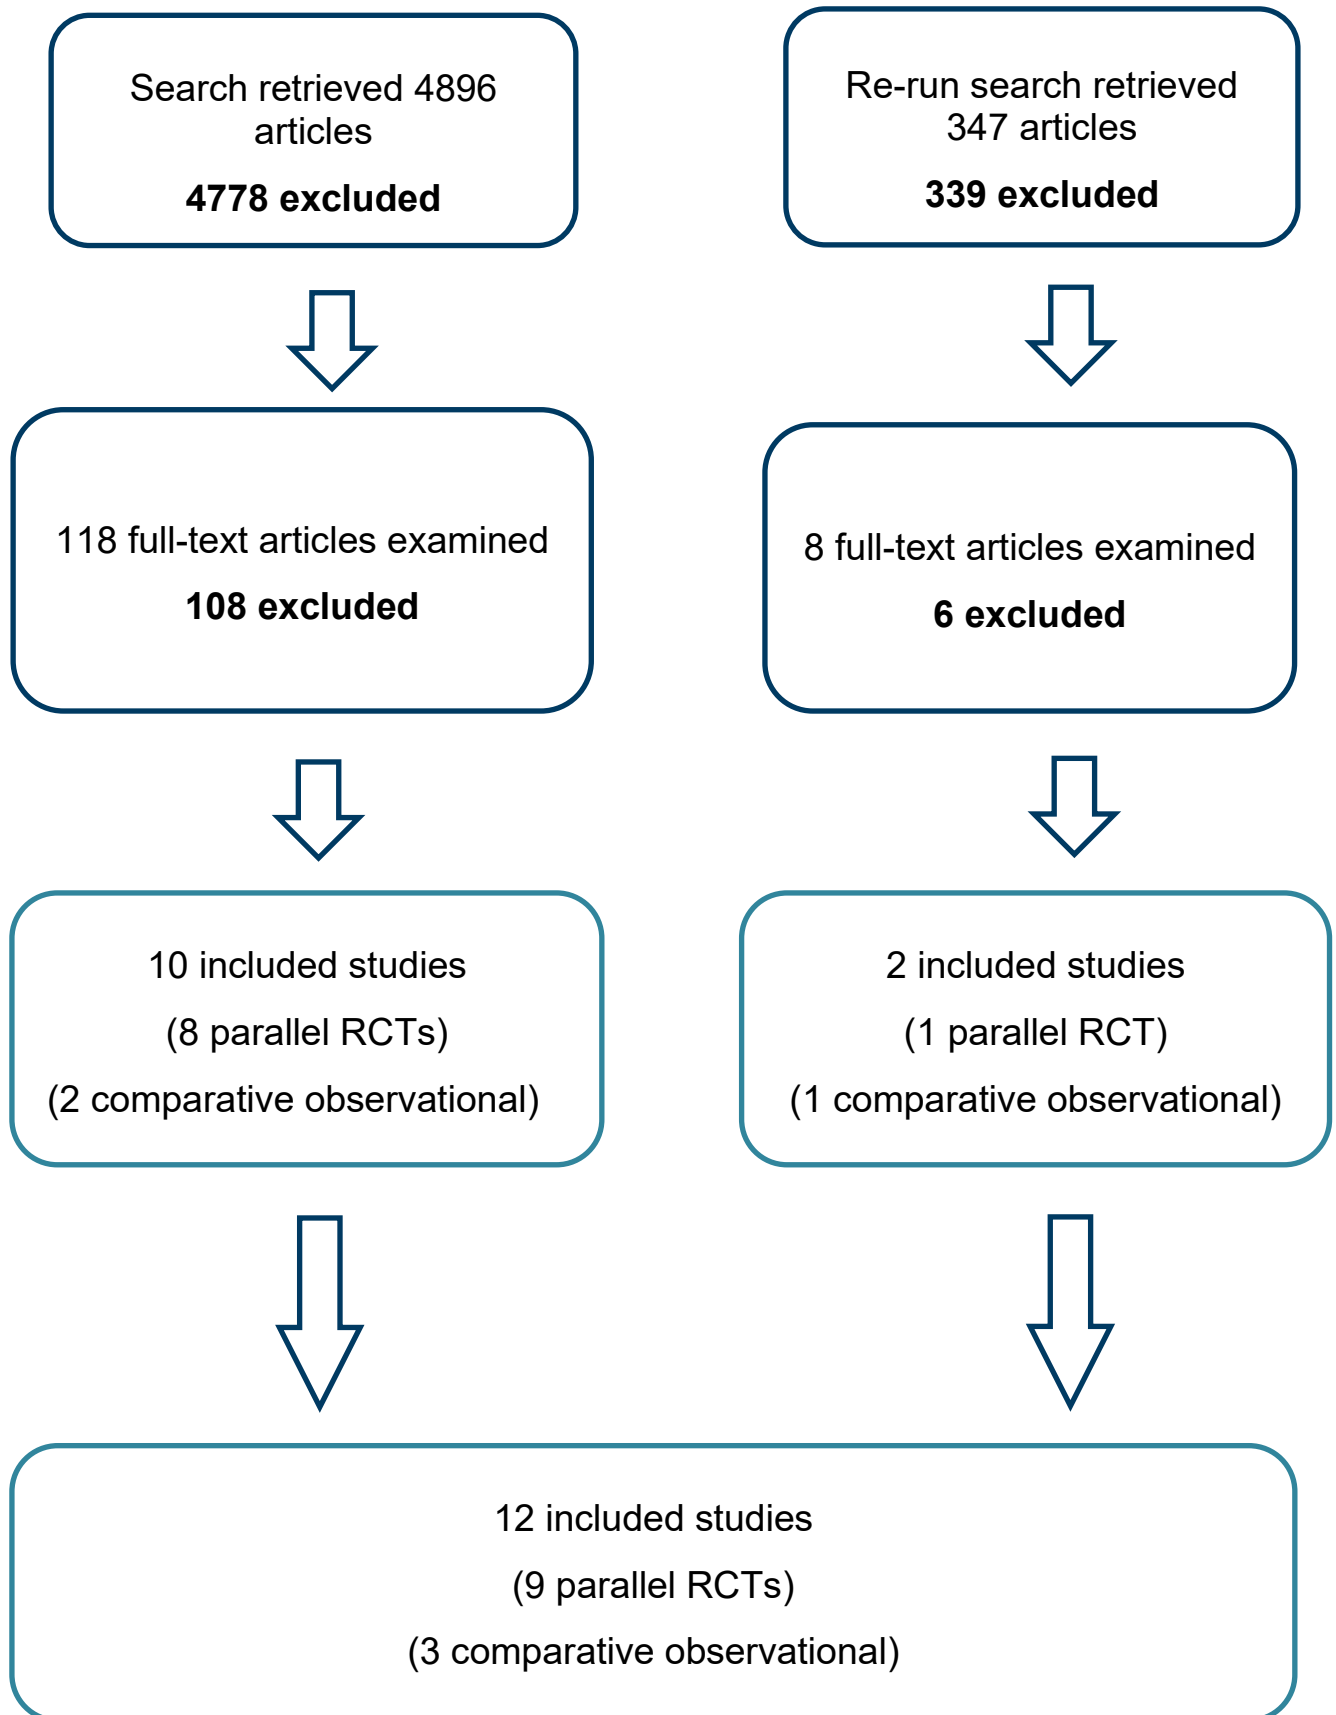 Search retrieved 4896
articles
4778 excluded
Re-run search retrieved
347 articles
339 excluded
118 full-text articles examined
108 excluded
8 full-text articles examined
6 excluded
10 included studies
(8 parallel RCTs)
(2 comparative observational)
2 included studies
(1 parallel RCT)
(1 comparative observational)
12 included studies
(9 parallel RCTs)
(3 comparative observational)